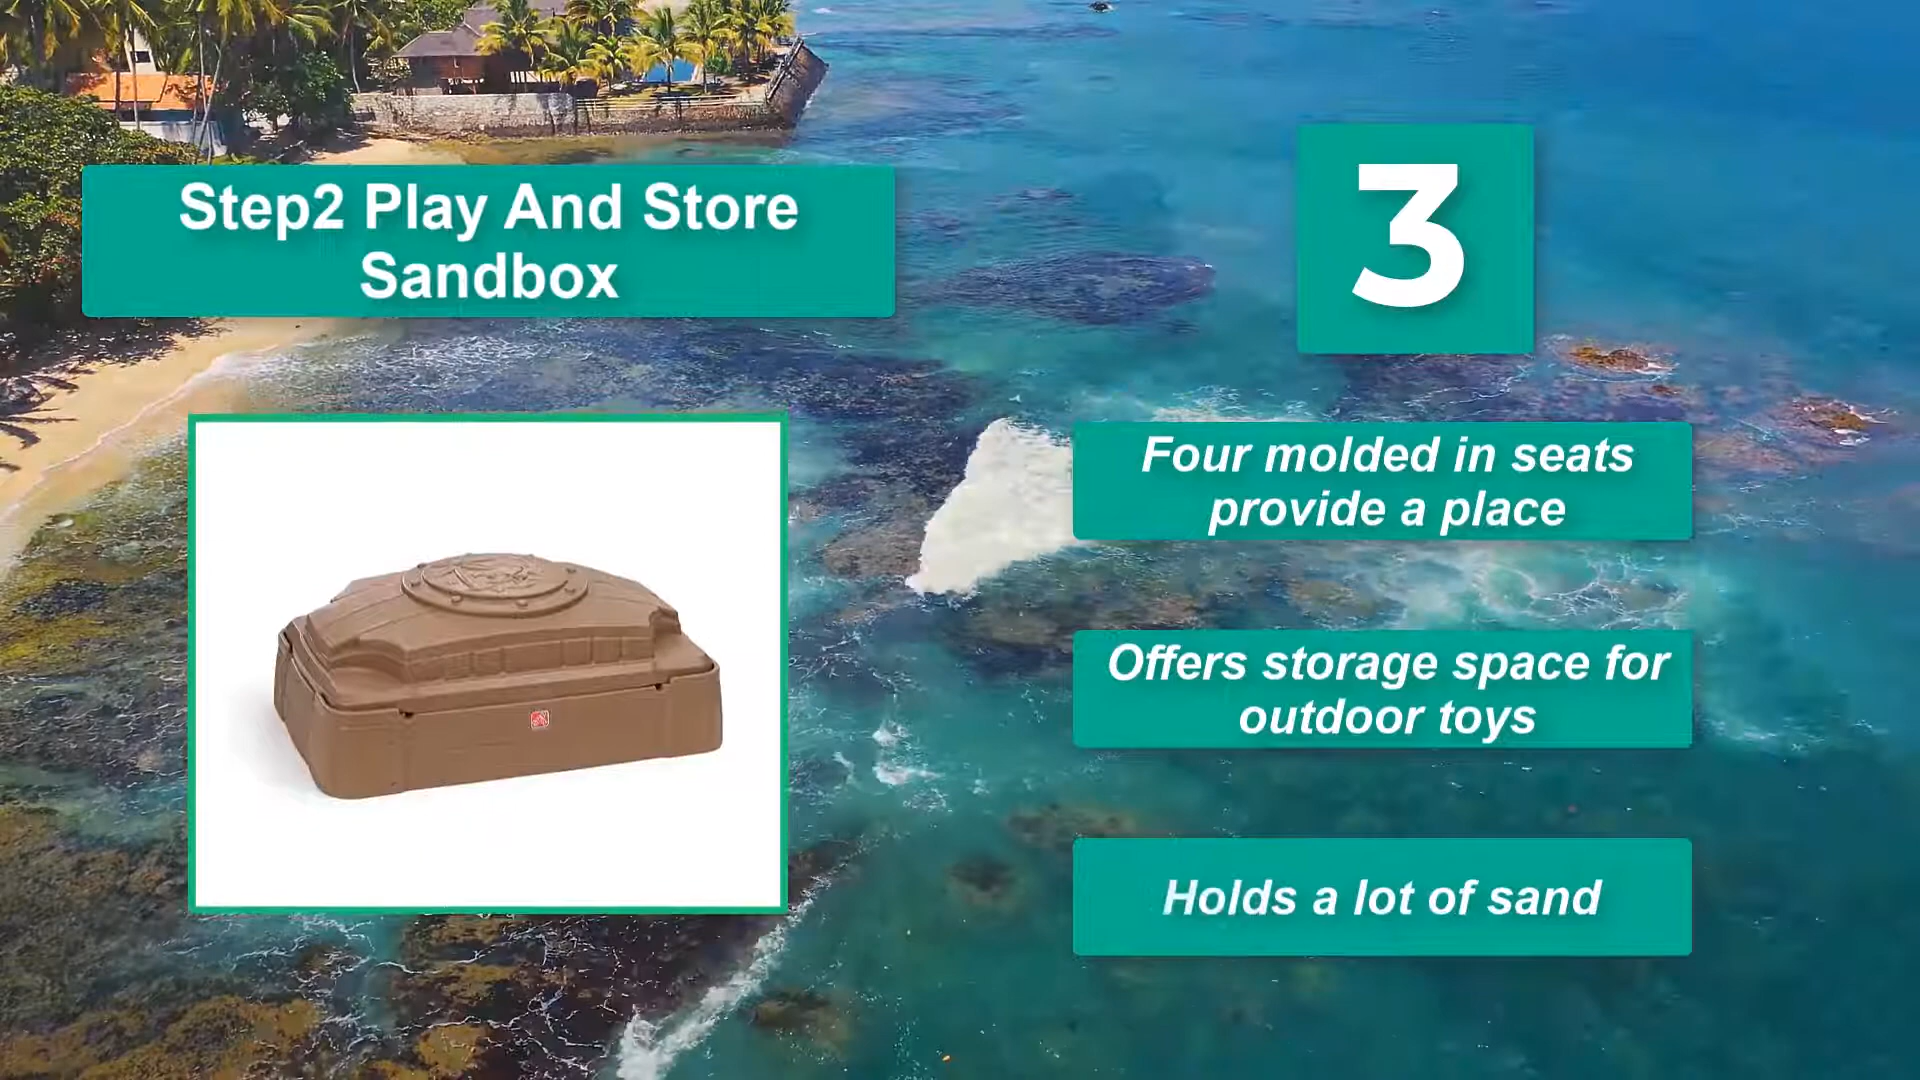 Step2 Play And Store
Sandbox
3
Four molded in seats
provide a place
Offers storage space for
outdoor toys
Holds a lot of sand